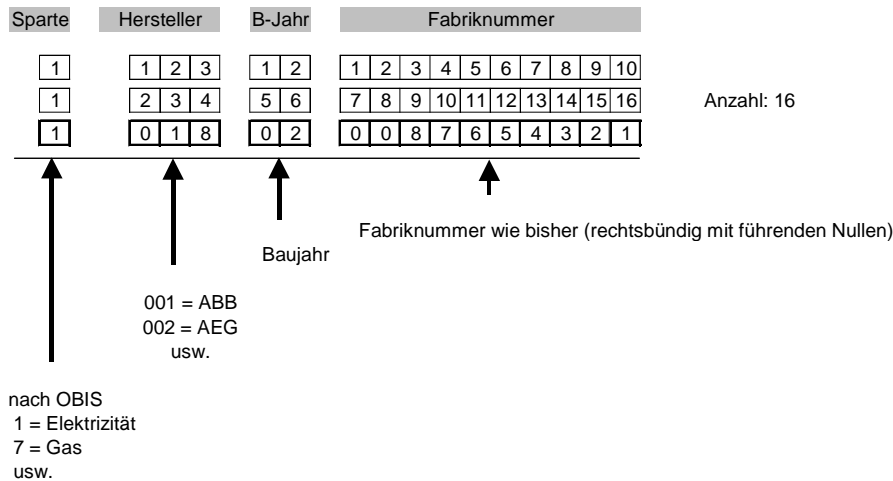 Sparte Hersteller B-Jahr Fabriknummer
1 1 2 3 1 2 1 2 3 4 5 6 7 8 9 10
1 2 3 4 5 6 7 8 9 10 11 12 13 14 15 16 Anzahl: 16
1 0 1 8 0 2 0 0 8 7 6 5 4 3 2 1
Fabriknummer wie bisher (rechtsbündig mit führenden Nullen)
Baujahr
001 = ABB
002 = AEG
usw.
nach OBIS
1 = Elektrizität
7 = Gas
usw.